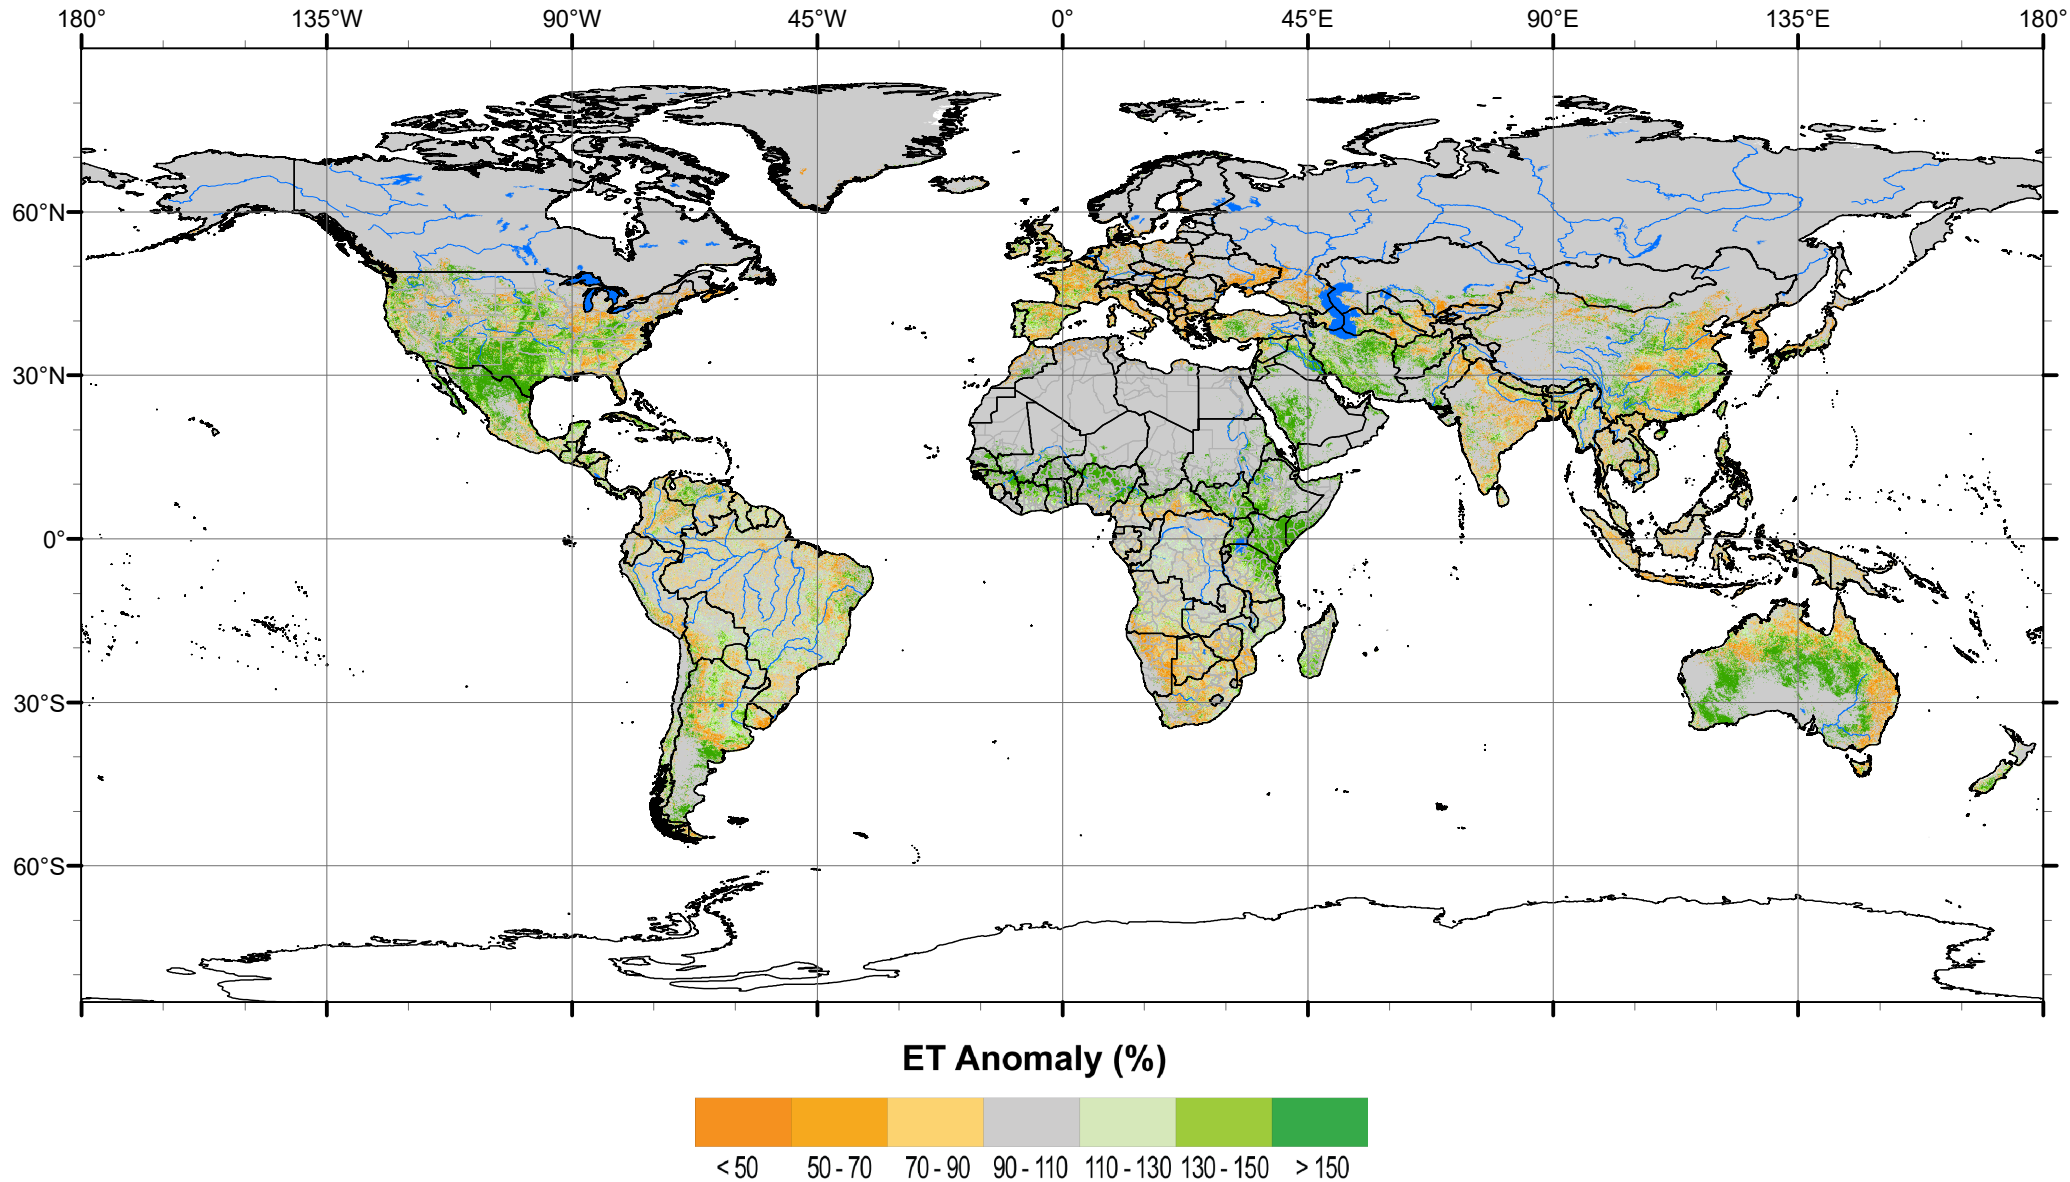 180° 135°W 90°W 45°W 0° 45°E 90°E 135°E 180°
60°N
30°N
0°
30°S
60°S
ET Anomaly (%)
< 50 50 - 70 70 - 90 90 - 110 110 - 130 130 - 150 > 150